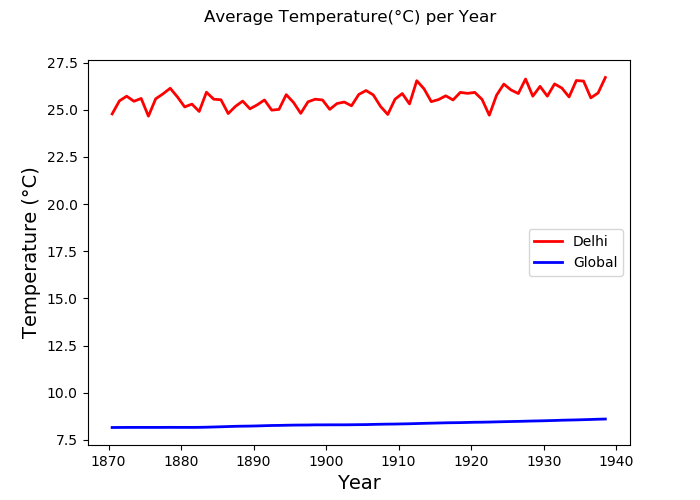 Average Temperature(°C) per Year
27.5
25.0
22.5
20.0
17.5
15.0
12.5
10.0
7.5
Temperature (°C)
Delhi
Global
1870 1880 1890 1900 1910 1920 1930 1940
Year